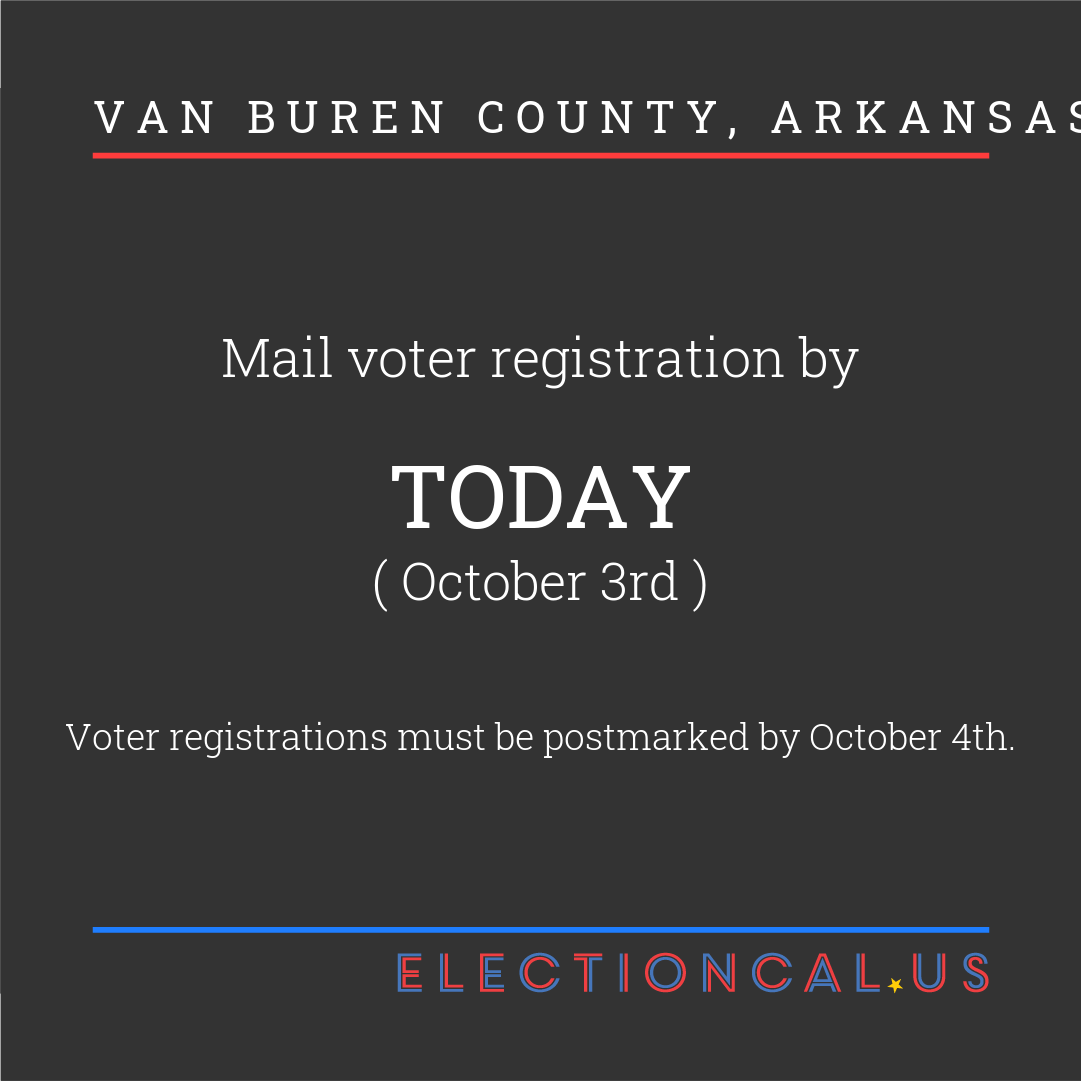 VAN BUREN COUNTY, ARKANSAS
Mail voter registration by
TODAY
( October 3rd )
Voter registrations must be postmarked by October 4th.
ELECTIONCAL.US